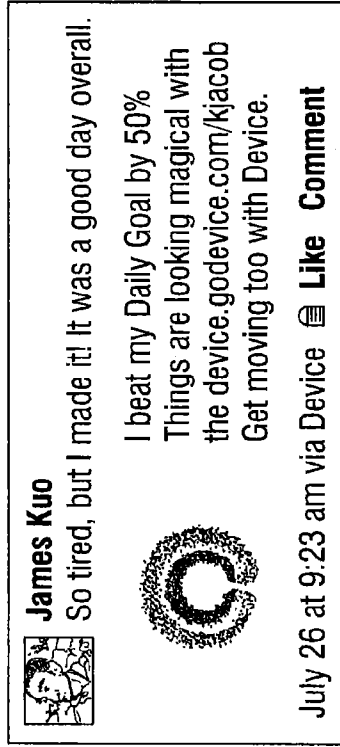 James Kuo
So tired, but I made it! It was a good day overall.
I beat my Daily Goal by 50%
Things are looking magical with
the device.godevice.com/kjacob
Get moving too with Device.
July 26 at 9:23 am via Device Like Comment